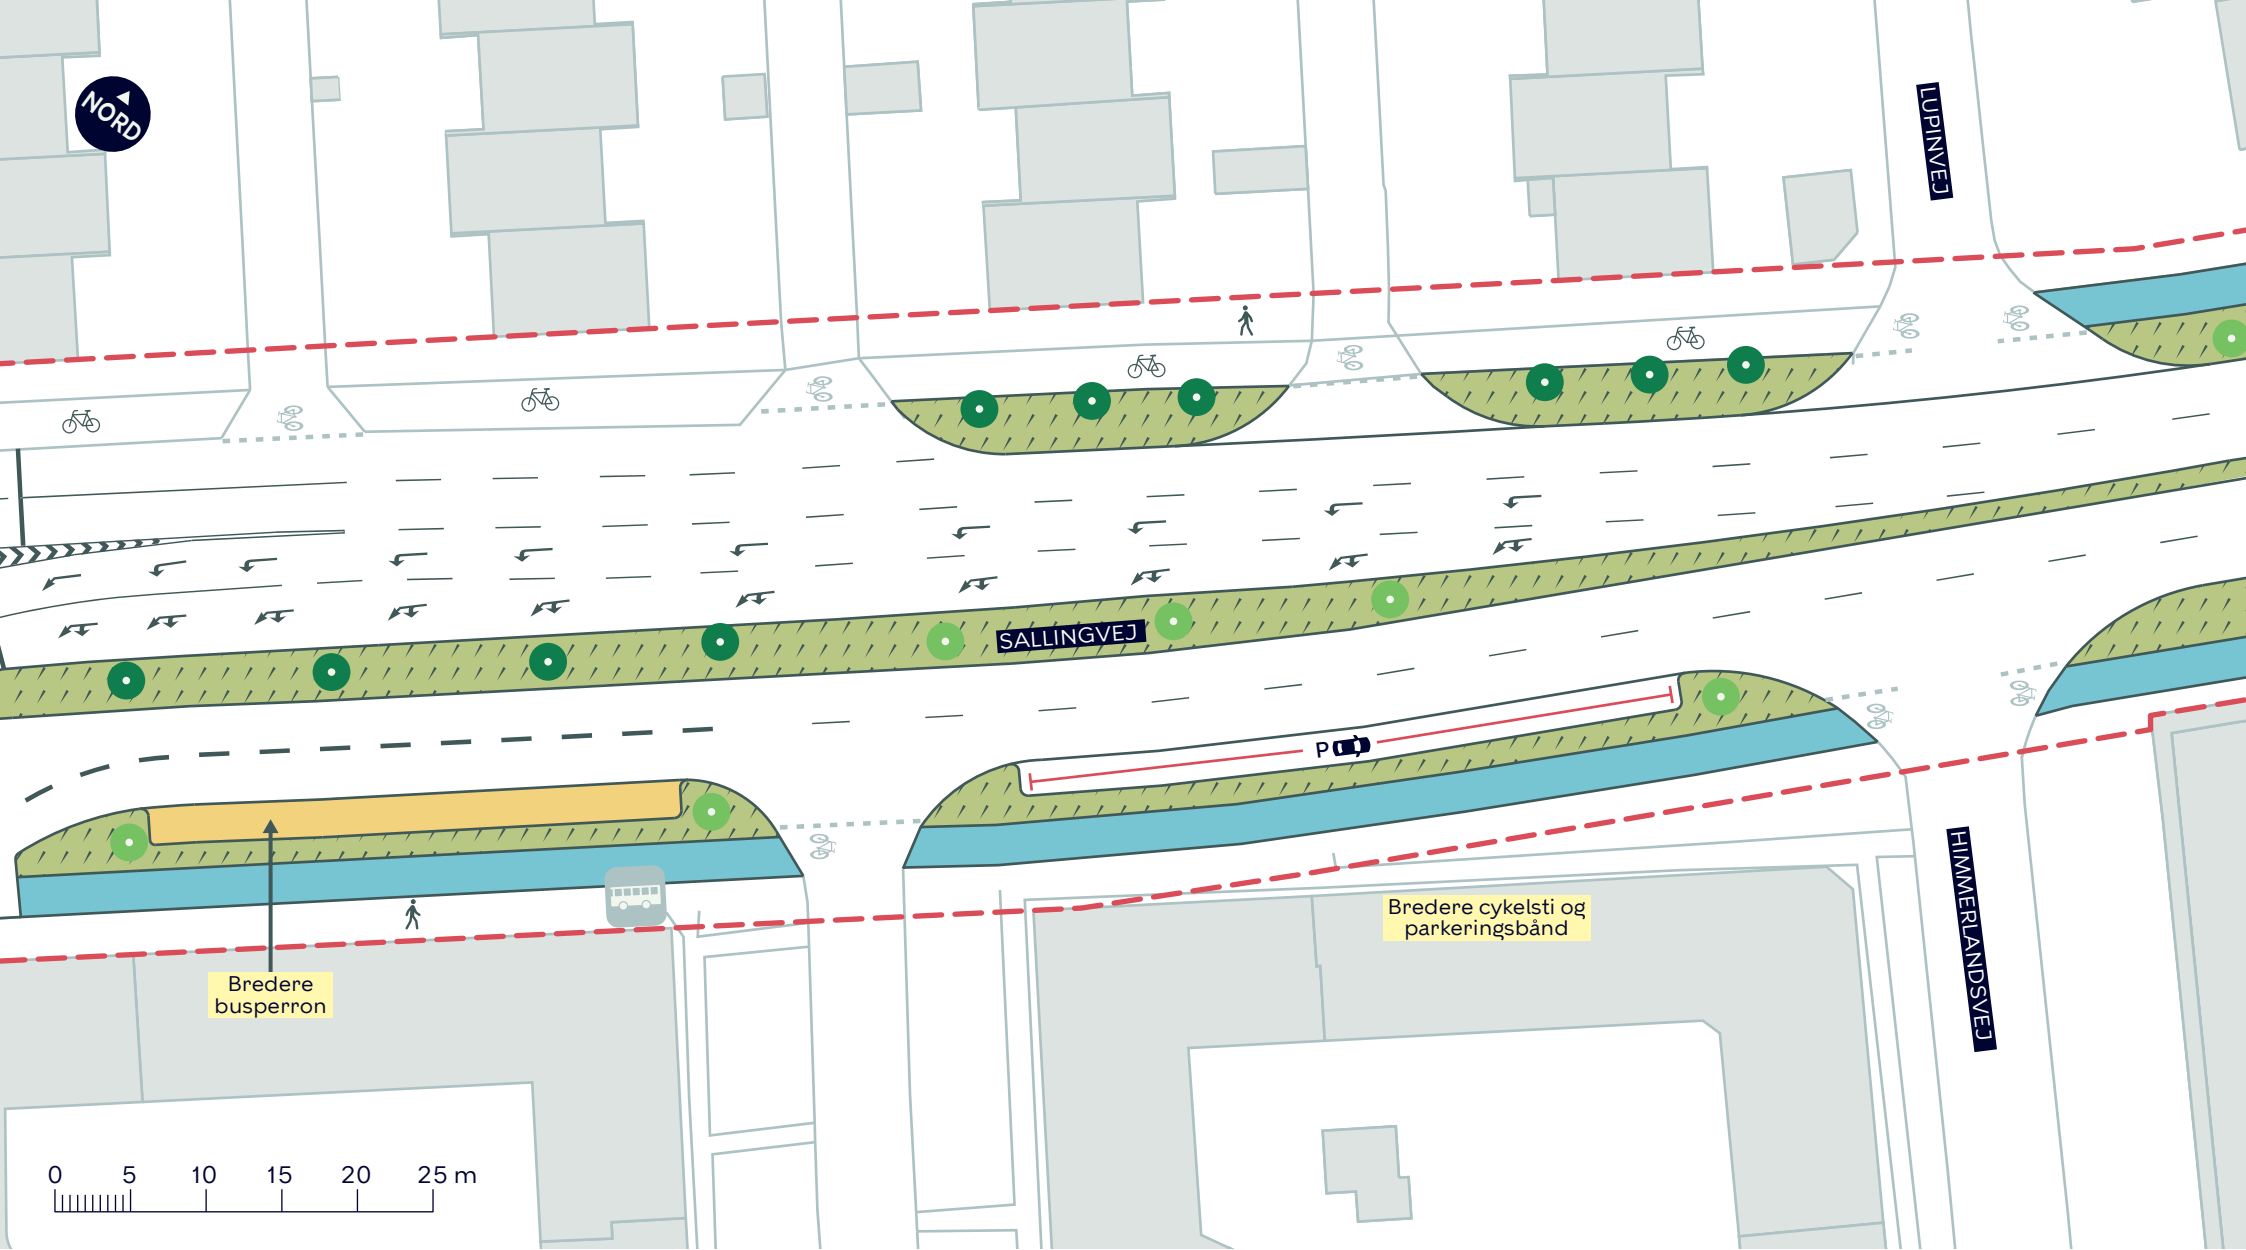 NORD
LUPINVEJ
SALLINGVEJ
P
Bredere cykelsti og
parkeringsbånd
HIMMERLANDSVEJ
Bredere
busperron
0 5 10 15 20 25 m